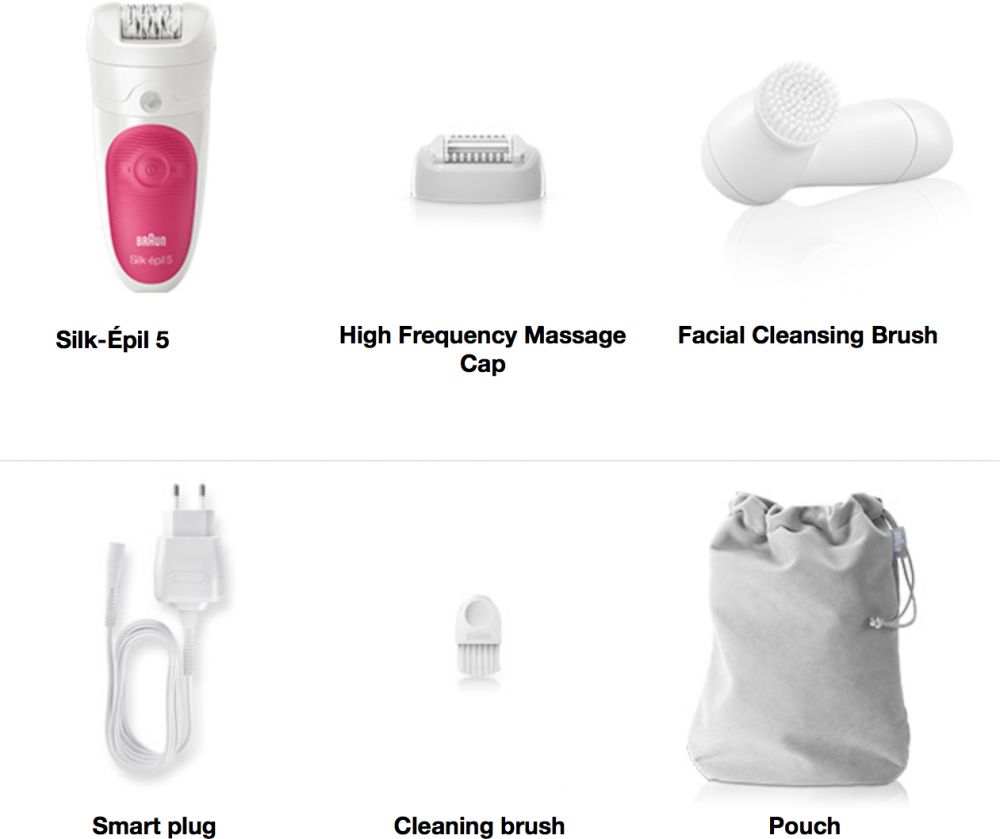 BRAUN
Silk·épil 5
Silk-Épil 5
High Frequency Massage
Cap
Facial Cleansing Brush
BRAUN
Smart plug
Cleaning brush
Pouch